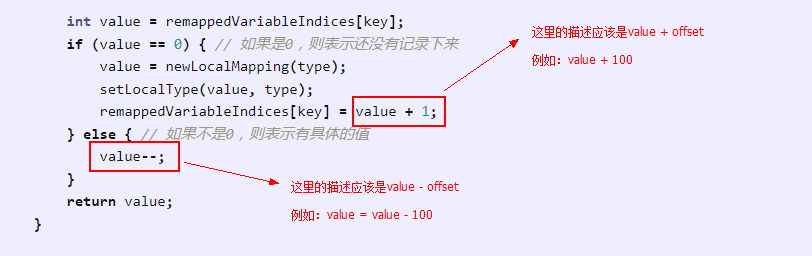 int value = remappedVariableIndices[key];
if (value == 0) { // 如果是0，则表示还没有记录下来
value = newLocalMapping(type);
setLocalType(value, type);
remappedVariableIndices[key] = value + 1;
} else { // 如果不是0，则表示有具体的值
value--;
}
return value;
}
这里的描述应该是value + offset
例如：value + 100
这里的描述应该是value - offset
例如：value = value - 100